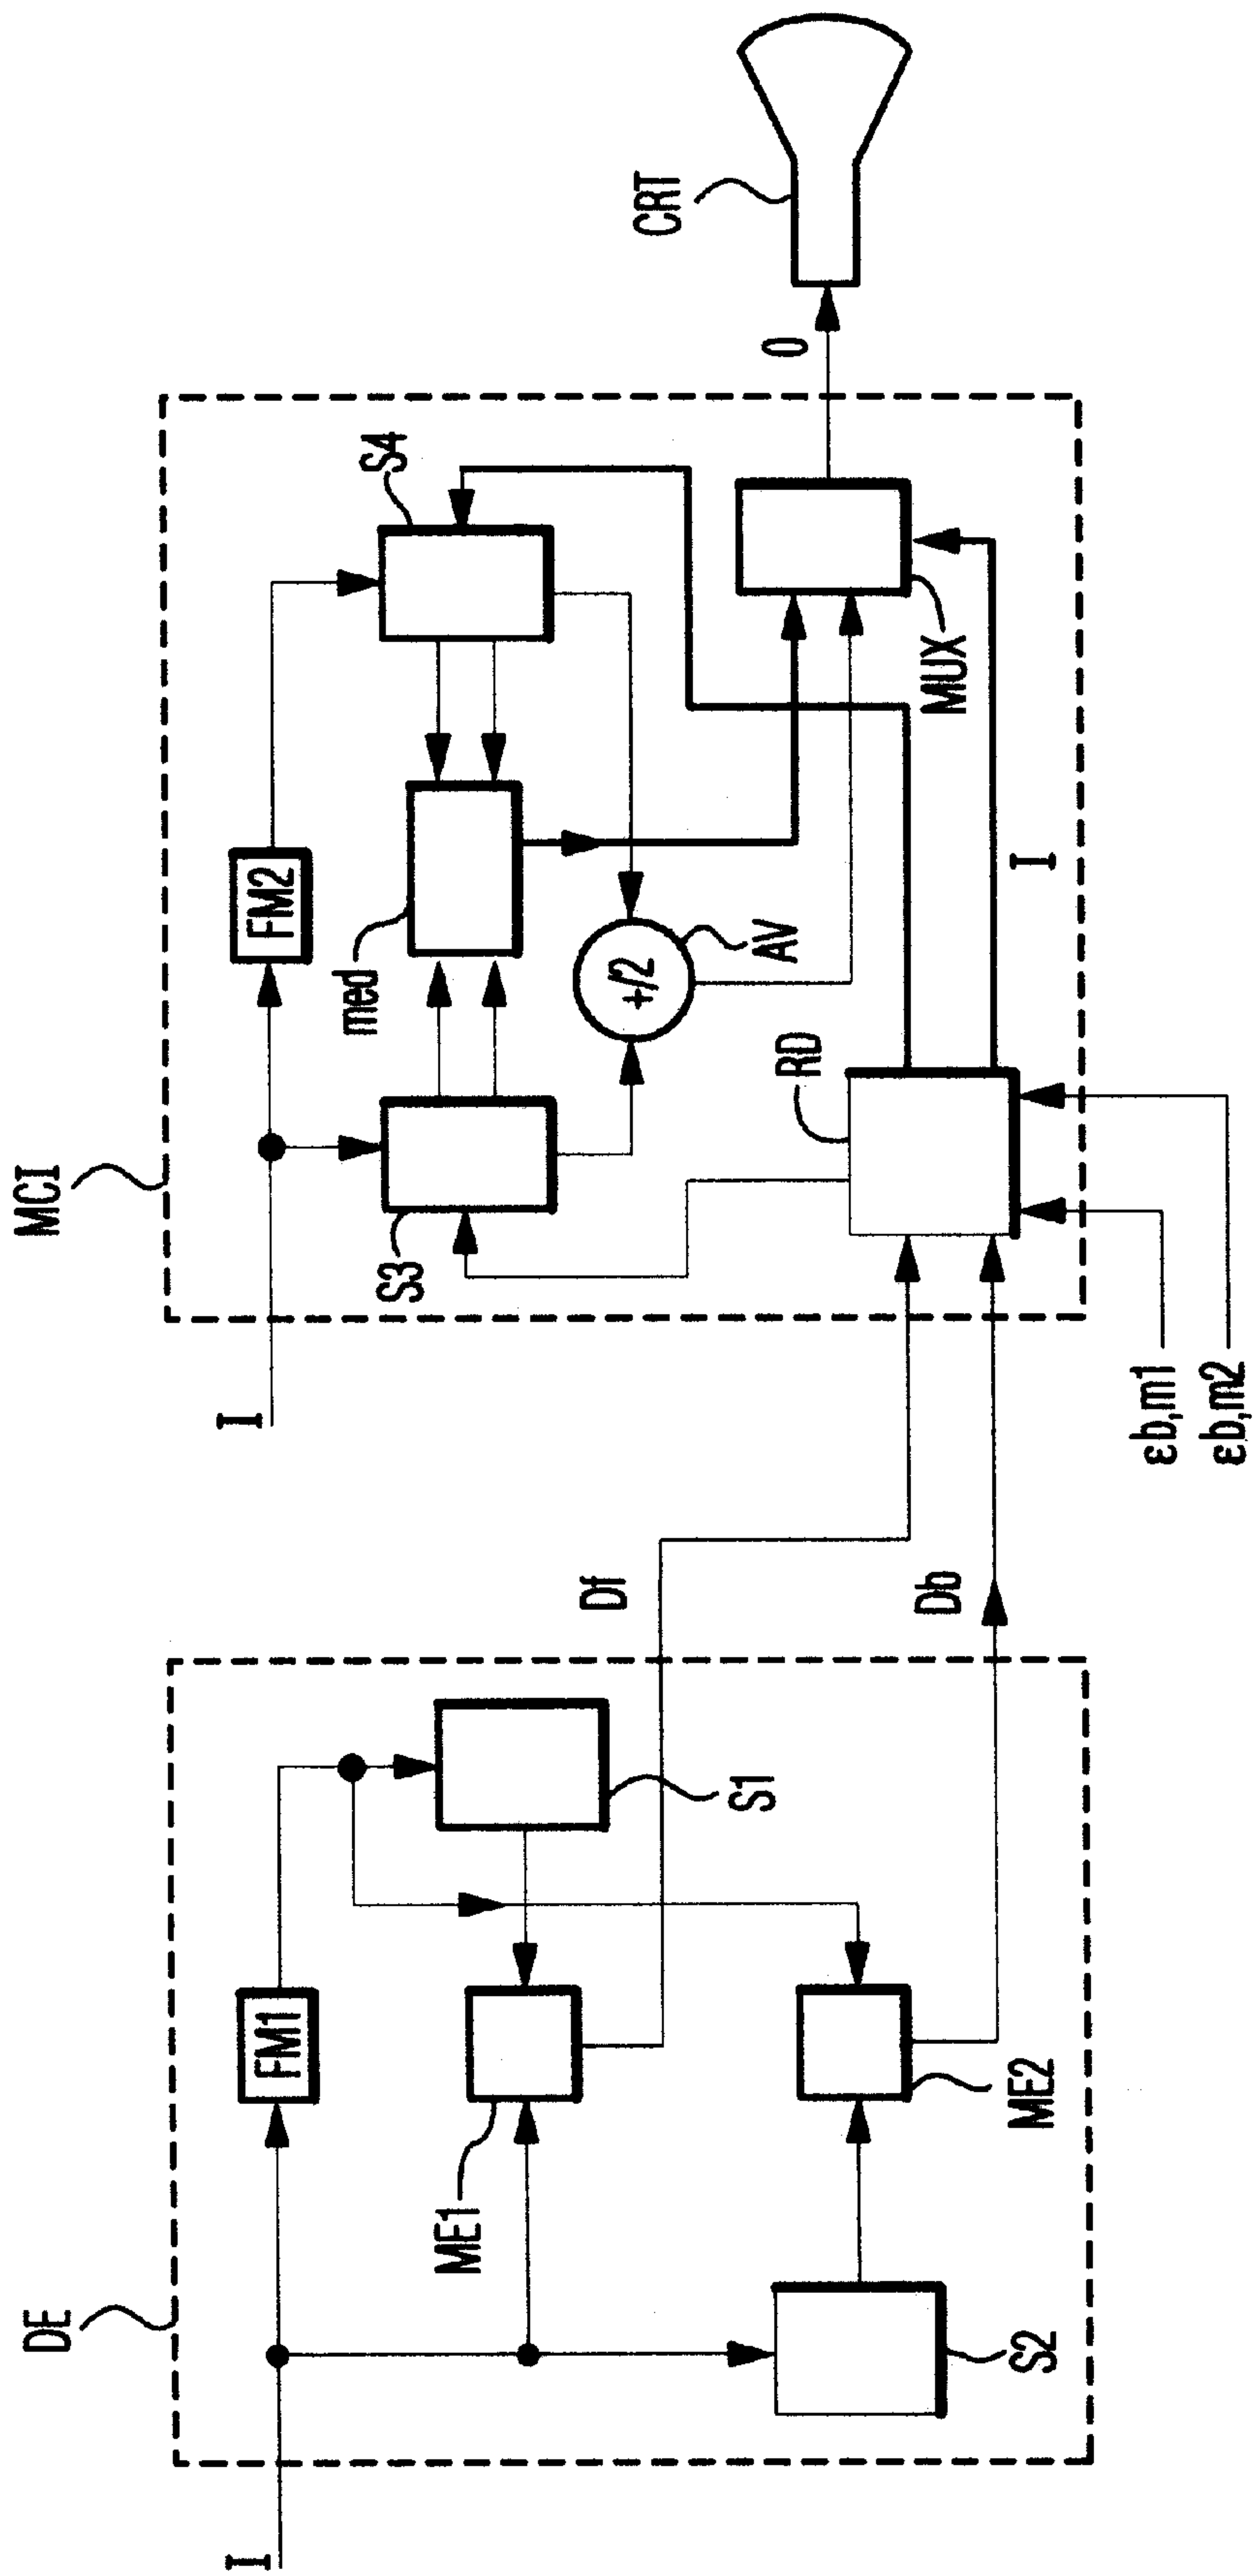 DE
I
FM1
ME1
S1
S2
ME2
Df
Db
MCI
I
FM2
S3
med
S4
+/2
AV
RD
MUX
I
εb,m1
εb,m2
O
CRT